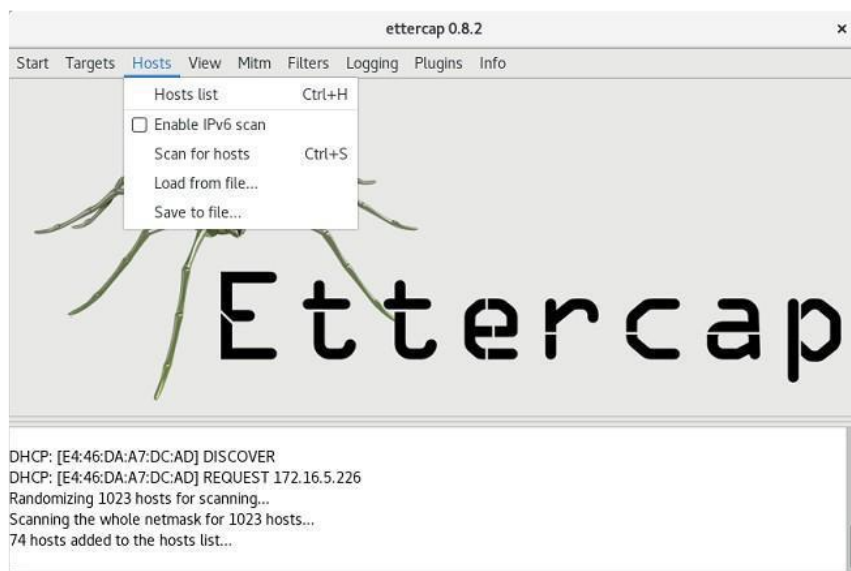 ettercap 0.8.2 ×
Start Targets Hosts View Mitm Filters Logging Plugins Info
Hosts list Ctrl+H
Enable IPv6 scan
Scan for hosts Ctrl+S
Load from file...
Save to file...
Ettercap
DHCP: [E4:46:DA:A7:DC:AD] DISCOVER
DHCP: [E4:46:DA:A7:DC:AD] REQUEST 172.16.5.226
Randomizing 1023 hosts for scanning...
Scanning the whole netmask for 1023 hosts...
74 hosts added to the hosts list...